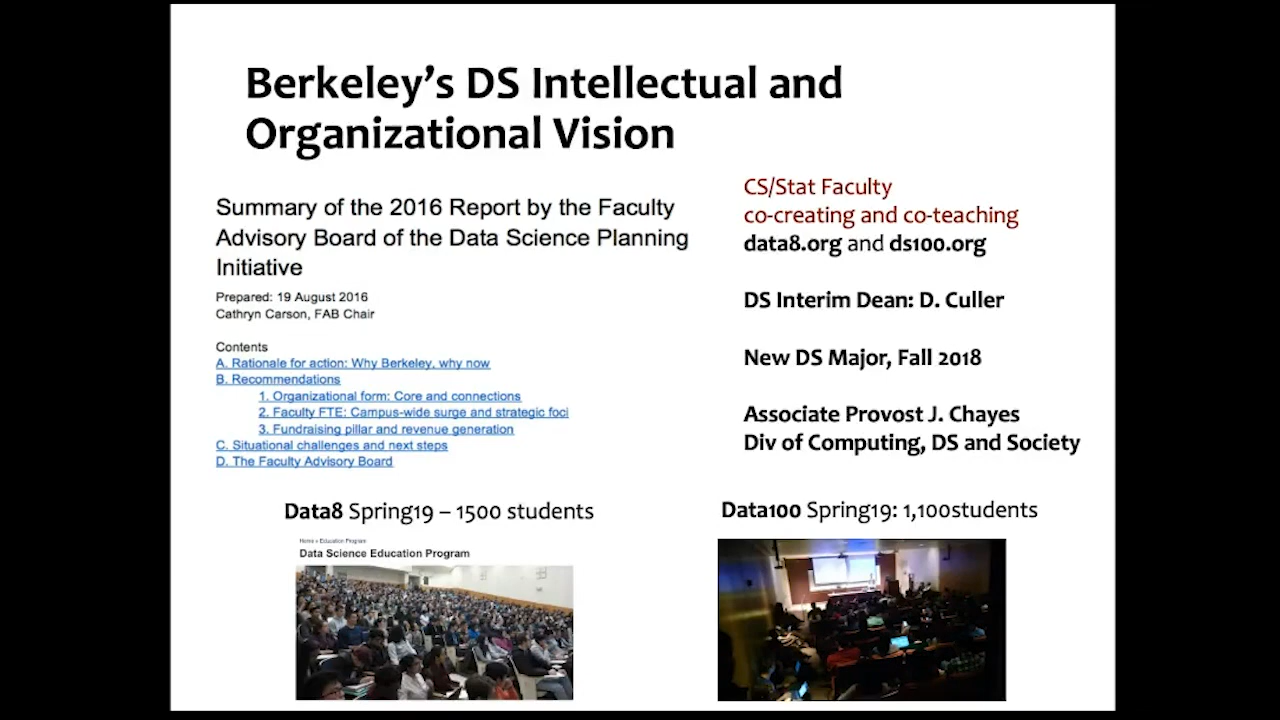 Berkeley's DS Intellectual and
Organizational Vision
Summary of the 2016 Report by the Faculty
Advisory Board of the Data Science Planning
Initiative
Prepared: 19 August 2016
Cathryn Carson, FAB Chair
Contents
A. Rationale for action: Why Berkeley, why now
B. Recommendations
1. Organizational form: Core and connections
2. Faculty FTE: Campus-wide surge and strategic foci
3. Fundraising pillar and revenue generation
C. Situational challenges and next steps
D. The Faculty Advisory Board
CS/Stat Faculty
co-creating and co-teaching
data8.org and ds100.org
DS Interim Dean: D. Culler
New DS Major, Fall 2018
Associate Provost J. Chayes
Div of Computing, DS and Society
Data8 Spring19 – 1500 students
Home » Education Program
Data Science Education Program
Data100 Spring19: 1,100students